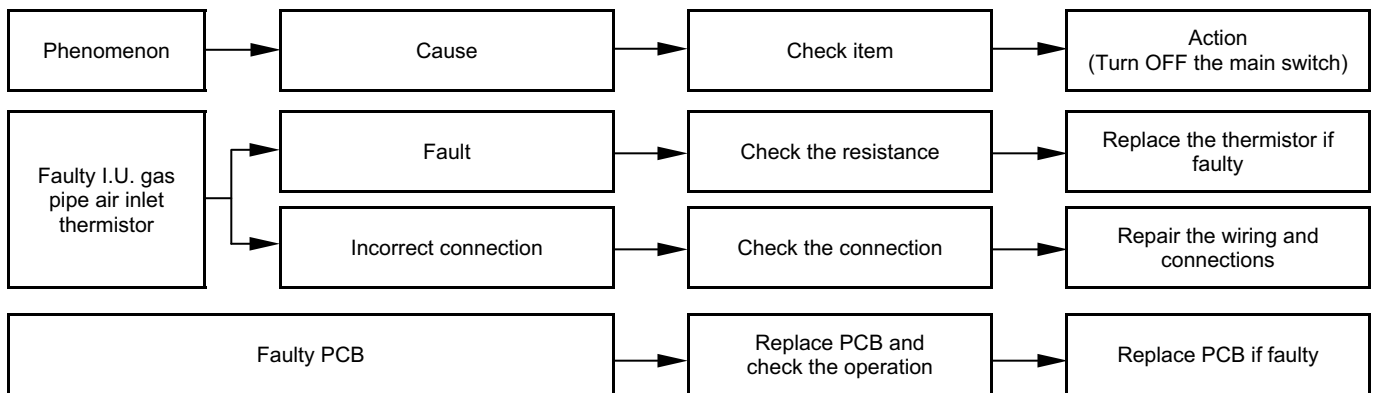 Phenomenon
Cause
Check item
Action
(Turn OFF the main switch)
Faulty I.U. gas
pipe air inlet
thermistor
Fault
Check the resistance
Replace the thermistor if
faulty
Incorrect connection
Check the connection
Repair the wiring and
connections
Faulty PCB
Replace PCB and
check the operation
Replace PCB if faulty